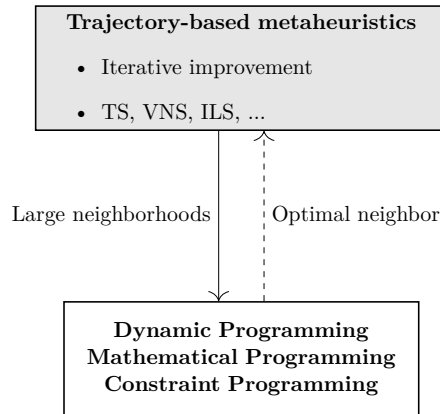 Trajectory-based metaheuristics
• Iterative improvement
• TS, VNS, ILS, ...
Large neighborhoods
Optimal neighbor
Dynamic Programming
Mathematical Programming
Constraint Programming